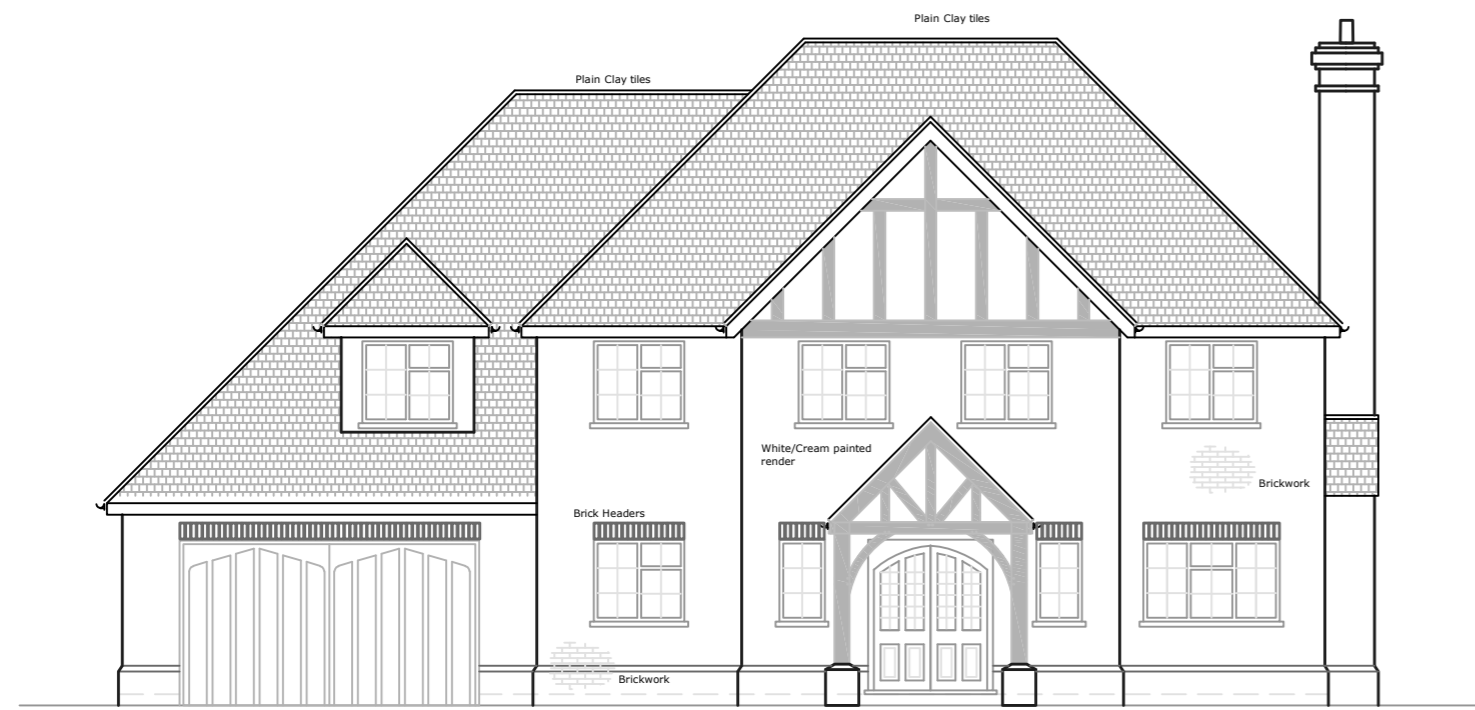 Plain Clay tiles
Plain Clay tiles
White/Cream painted
render
Brickwork
Brick Headers
Brickwork